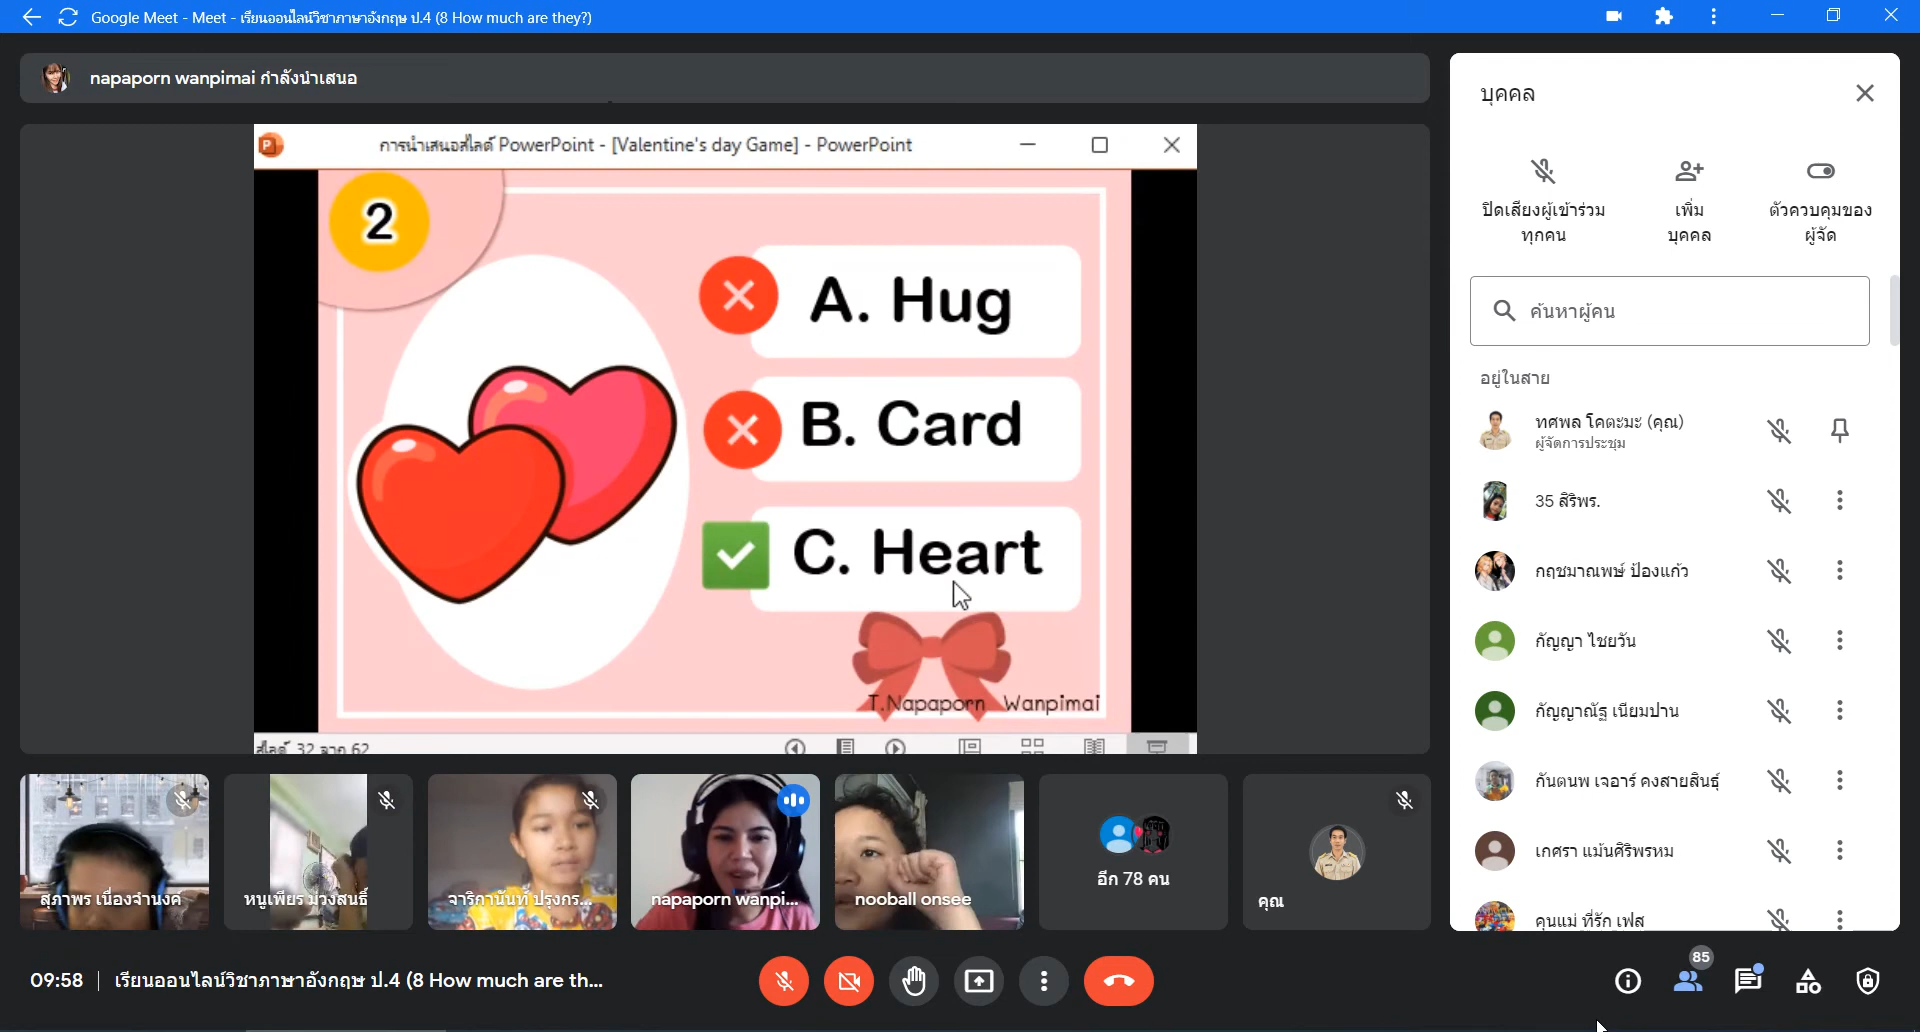 Google Meet - Meet - เรียนออนไลน์วิชาภาษาอังกฤษ ป.4 (8 How much are they?)
napaporn wanpimai กำลังนำเสนอ
การนำเสนอสไลด์ PowerPoint - [Valentine's day Game] - PowerPoint
2
A. Hug
B. Card
C. Heart
T.Napaporn Wanpimai
สไลด์ 32 จาก 62
บุคคล
ปิดเสียงผู้เข้าร่วม
ทุกคน
เพิ่ม
บุคคล
ตัวควบคุมของ
ผู้จัด
ค้นหาผู้คน
อยู่ในสาย
ทศพล โคตะมะ (คุณ)
ผู้จัดการประชุม
35 สิริพร.
กฤชมาณพษ์ ป้องแก้ว
กัญญา ไชยวัน
กัญญาณัฐ เนียมปาน
กันตนพ เจอาร์ คงสายสินธุ์
เกศรา แม้นศิริพรหม
คุนแม่ ที่รัก เฟส
สุภาพร เนื่องจำนงค์
หนูเพียร ม่วงสนธิ์
จาริกานันท์ ปรุงกร...
napaporn wanpi...
nooball onsee
อีก 78 คน
คุณ
09:58
เรียนออนไลน์วิชาภาษาอังกฤษ ป.4 (8 How much are th...
85